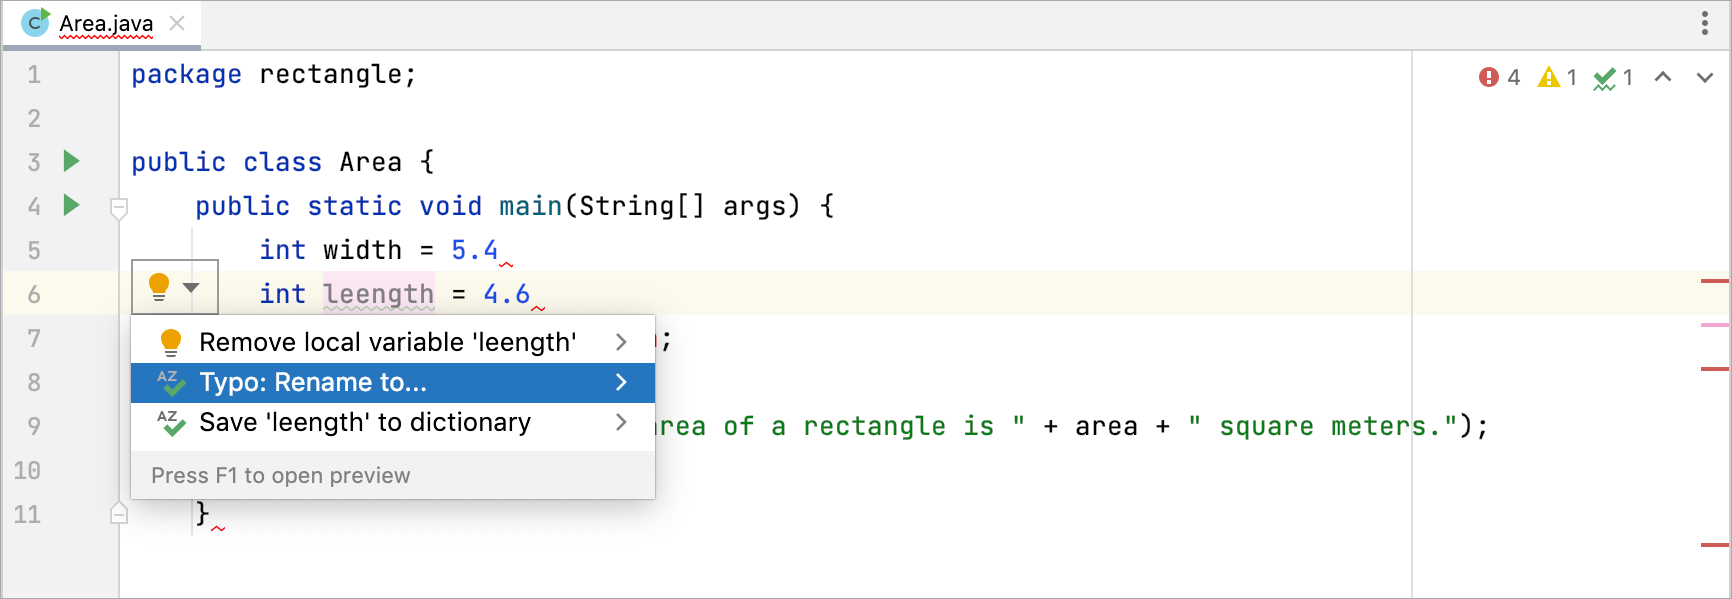 Area.java
4 1 1
1 package rectangle;
2
3 public class Area {
4 public static void main(String[] args) {
5 int width = 5.4
6 int leength = 4.6
7 ;
Remove local variable 'leength'
8
Typo: Rename to...
9 rea of a rectangle is " + area + " square meters.");
Save 'leength' to dictionary
10
Press F1 to open preview
11 }